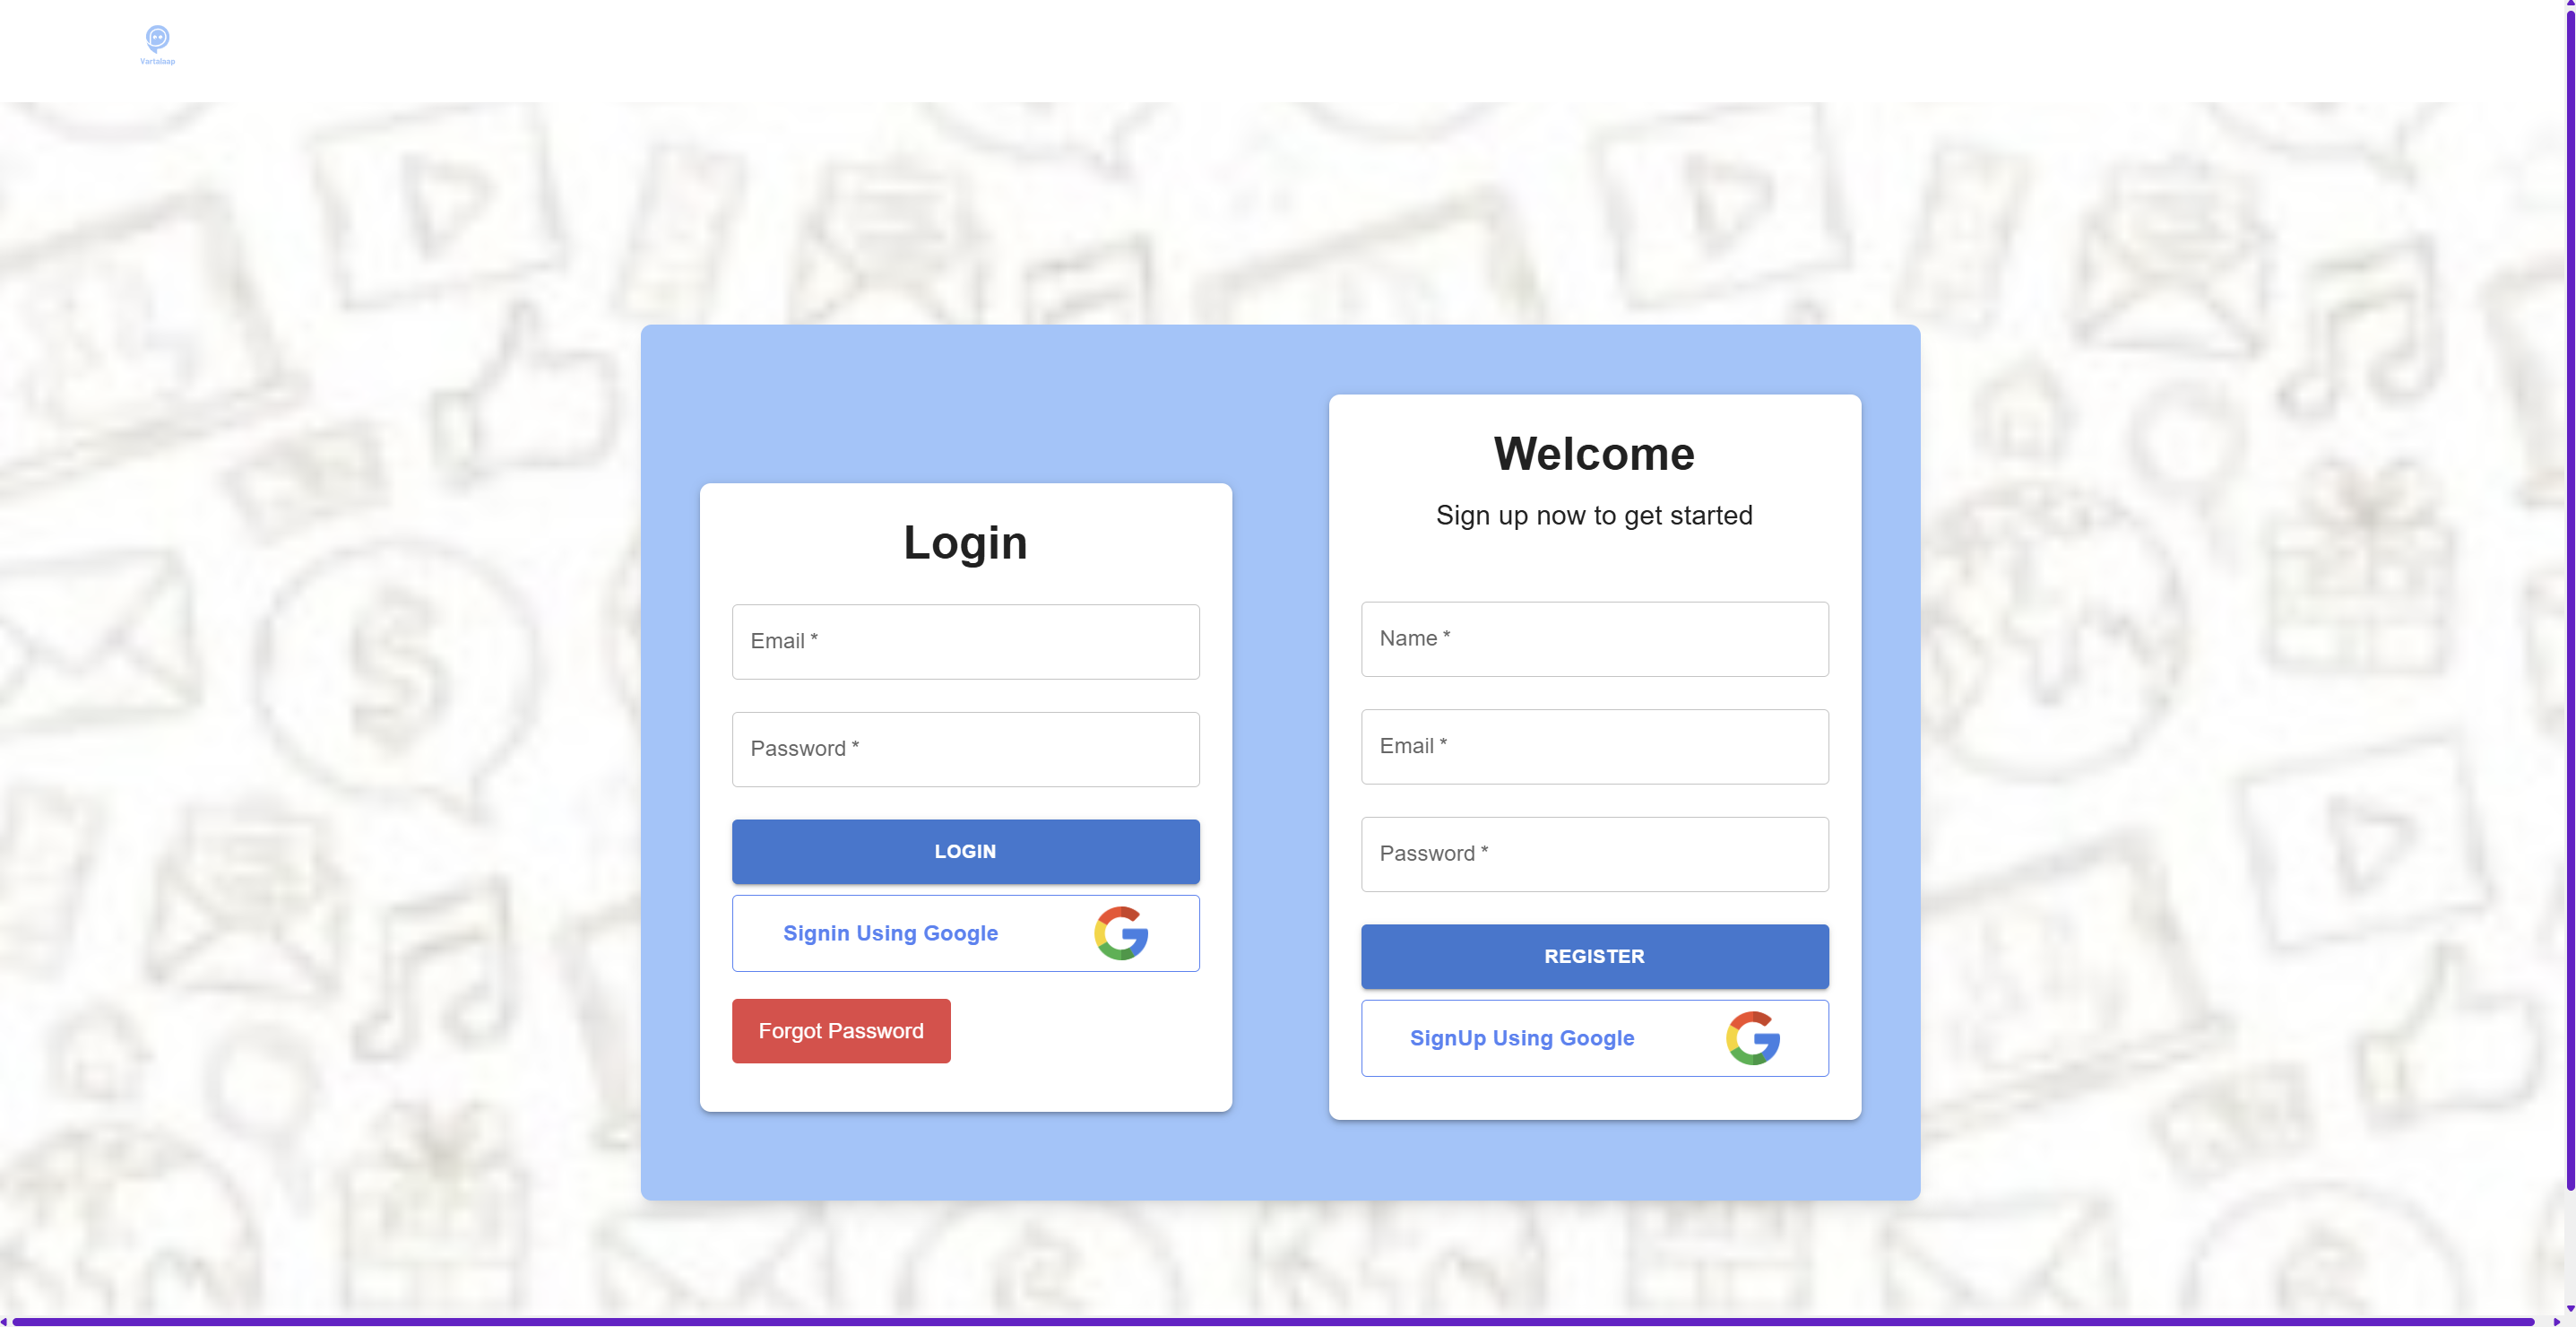 Vartalaap
Login
Email *
Password *
LOGIN
Signin Using Google
Forgot Password
Welcome
Sign up now to get started
Name *
Email *
Password *
REGISTER
SignUp Using Google